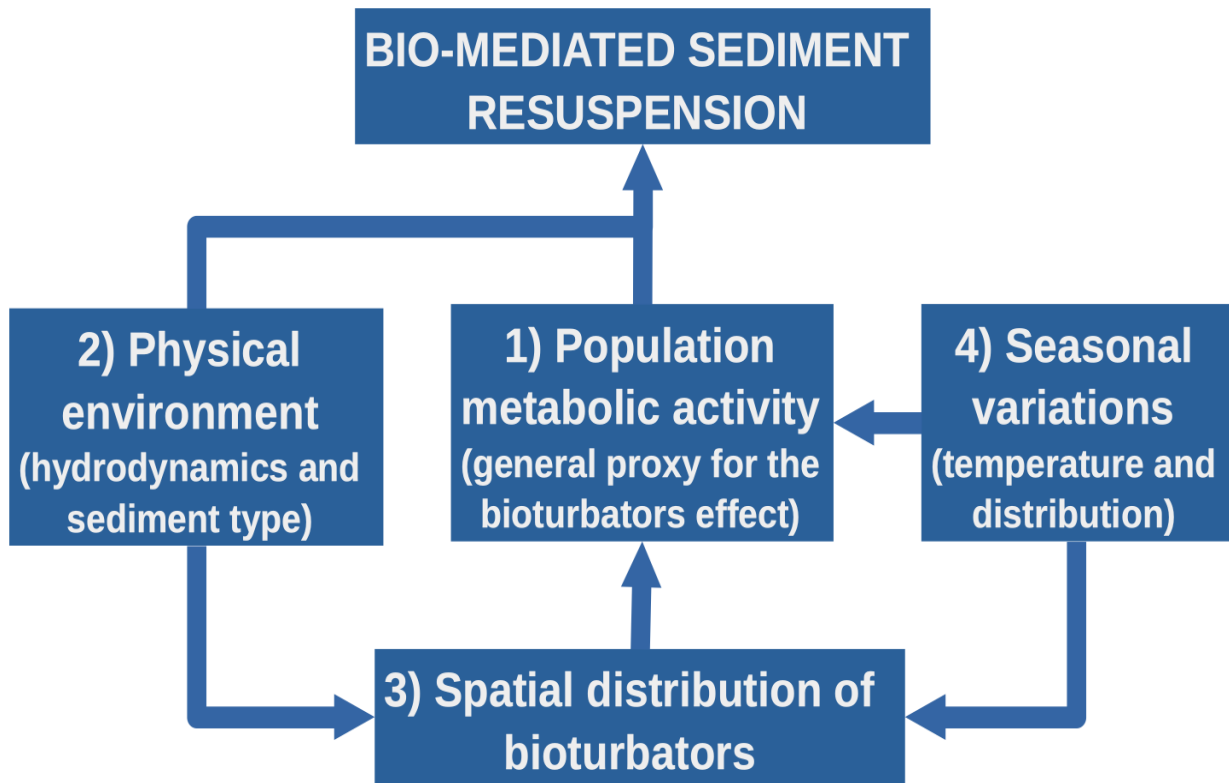 BIO-MEDIATED SEDIMENT
RESUSPENSION
2) Physical
environment
(hydrodynamics and
sediment type)
1) Population
metabolic activity
(general proxy for the
bioturbators effect)
4) Seasonal
variations
(temperature and
distribution)
3) Spatial distribution of
bioturbators